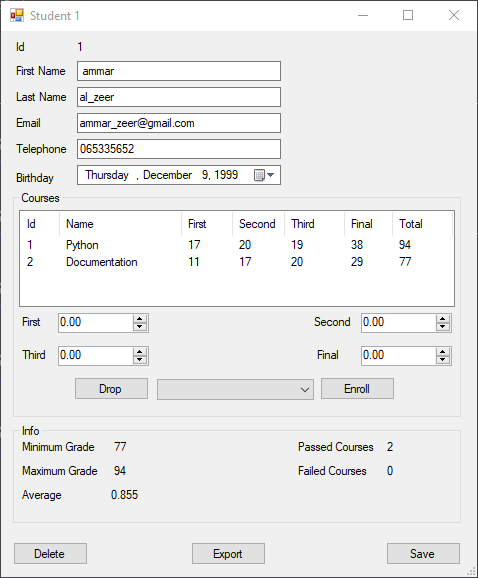 Student 1
Id 1
First Name ammar
Last Name al_zeer
Email ammar_zeer@gmail.com
Telephone 065335652
Birthday Thursday , December 9, 1999
Courses
Id Name First Second Third Final Total
1 Python 17 20 19 38 94
2 Documentation 11 17 20 29 77
First 0.00 Second 0.00
Third 0.00 Final 0.00
Drop Enroll
Info
Minimum Grade 77 Passed Courses 2
Maximum Grade 94 Failed Courses 0
Average 0.855
Delete Export Save